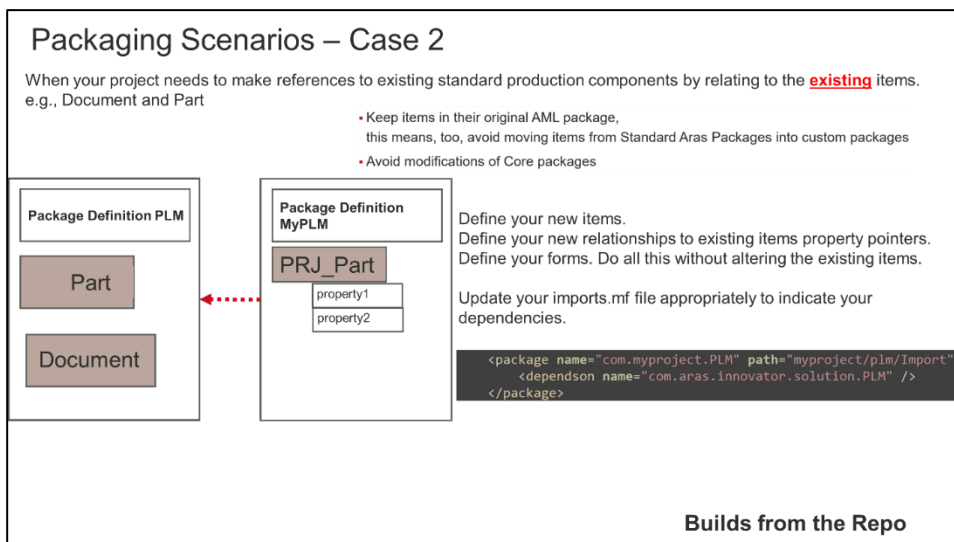 Packaging Scenarios – Case 2
When your project needs to make references to existing standard production components by relating to the existing items.
e.g., Document and Part
▪ Keep items in their original AML package,
this means, too, avoid moving items from Standard Aras Packages into custom packages
▪ Avoid modifications of Core packages
Package Definition PLM
Part
Document
Package Definition
MyPLM
PRJ_Part
property1
property2
Define your new items.
Define your new relationships to existing items property pointers.
Define your forms. Do all this without altering the existing items.
Update your imports.mf file appropriately to indicate your
dependencies.
<package name="com.myproject.PLM" path="myproject/plm/Import"
<dependson name="com.aras.innovator.solution.PLM" />
</package>
Builds from the Repo